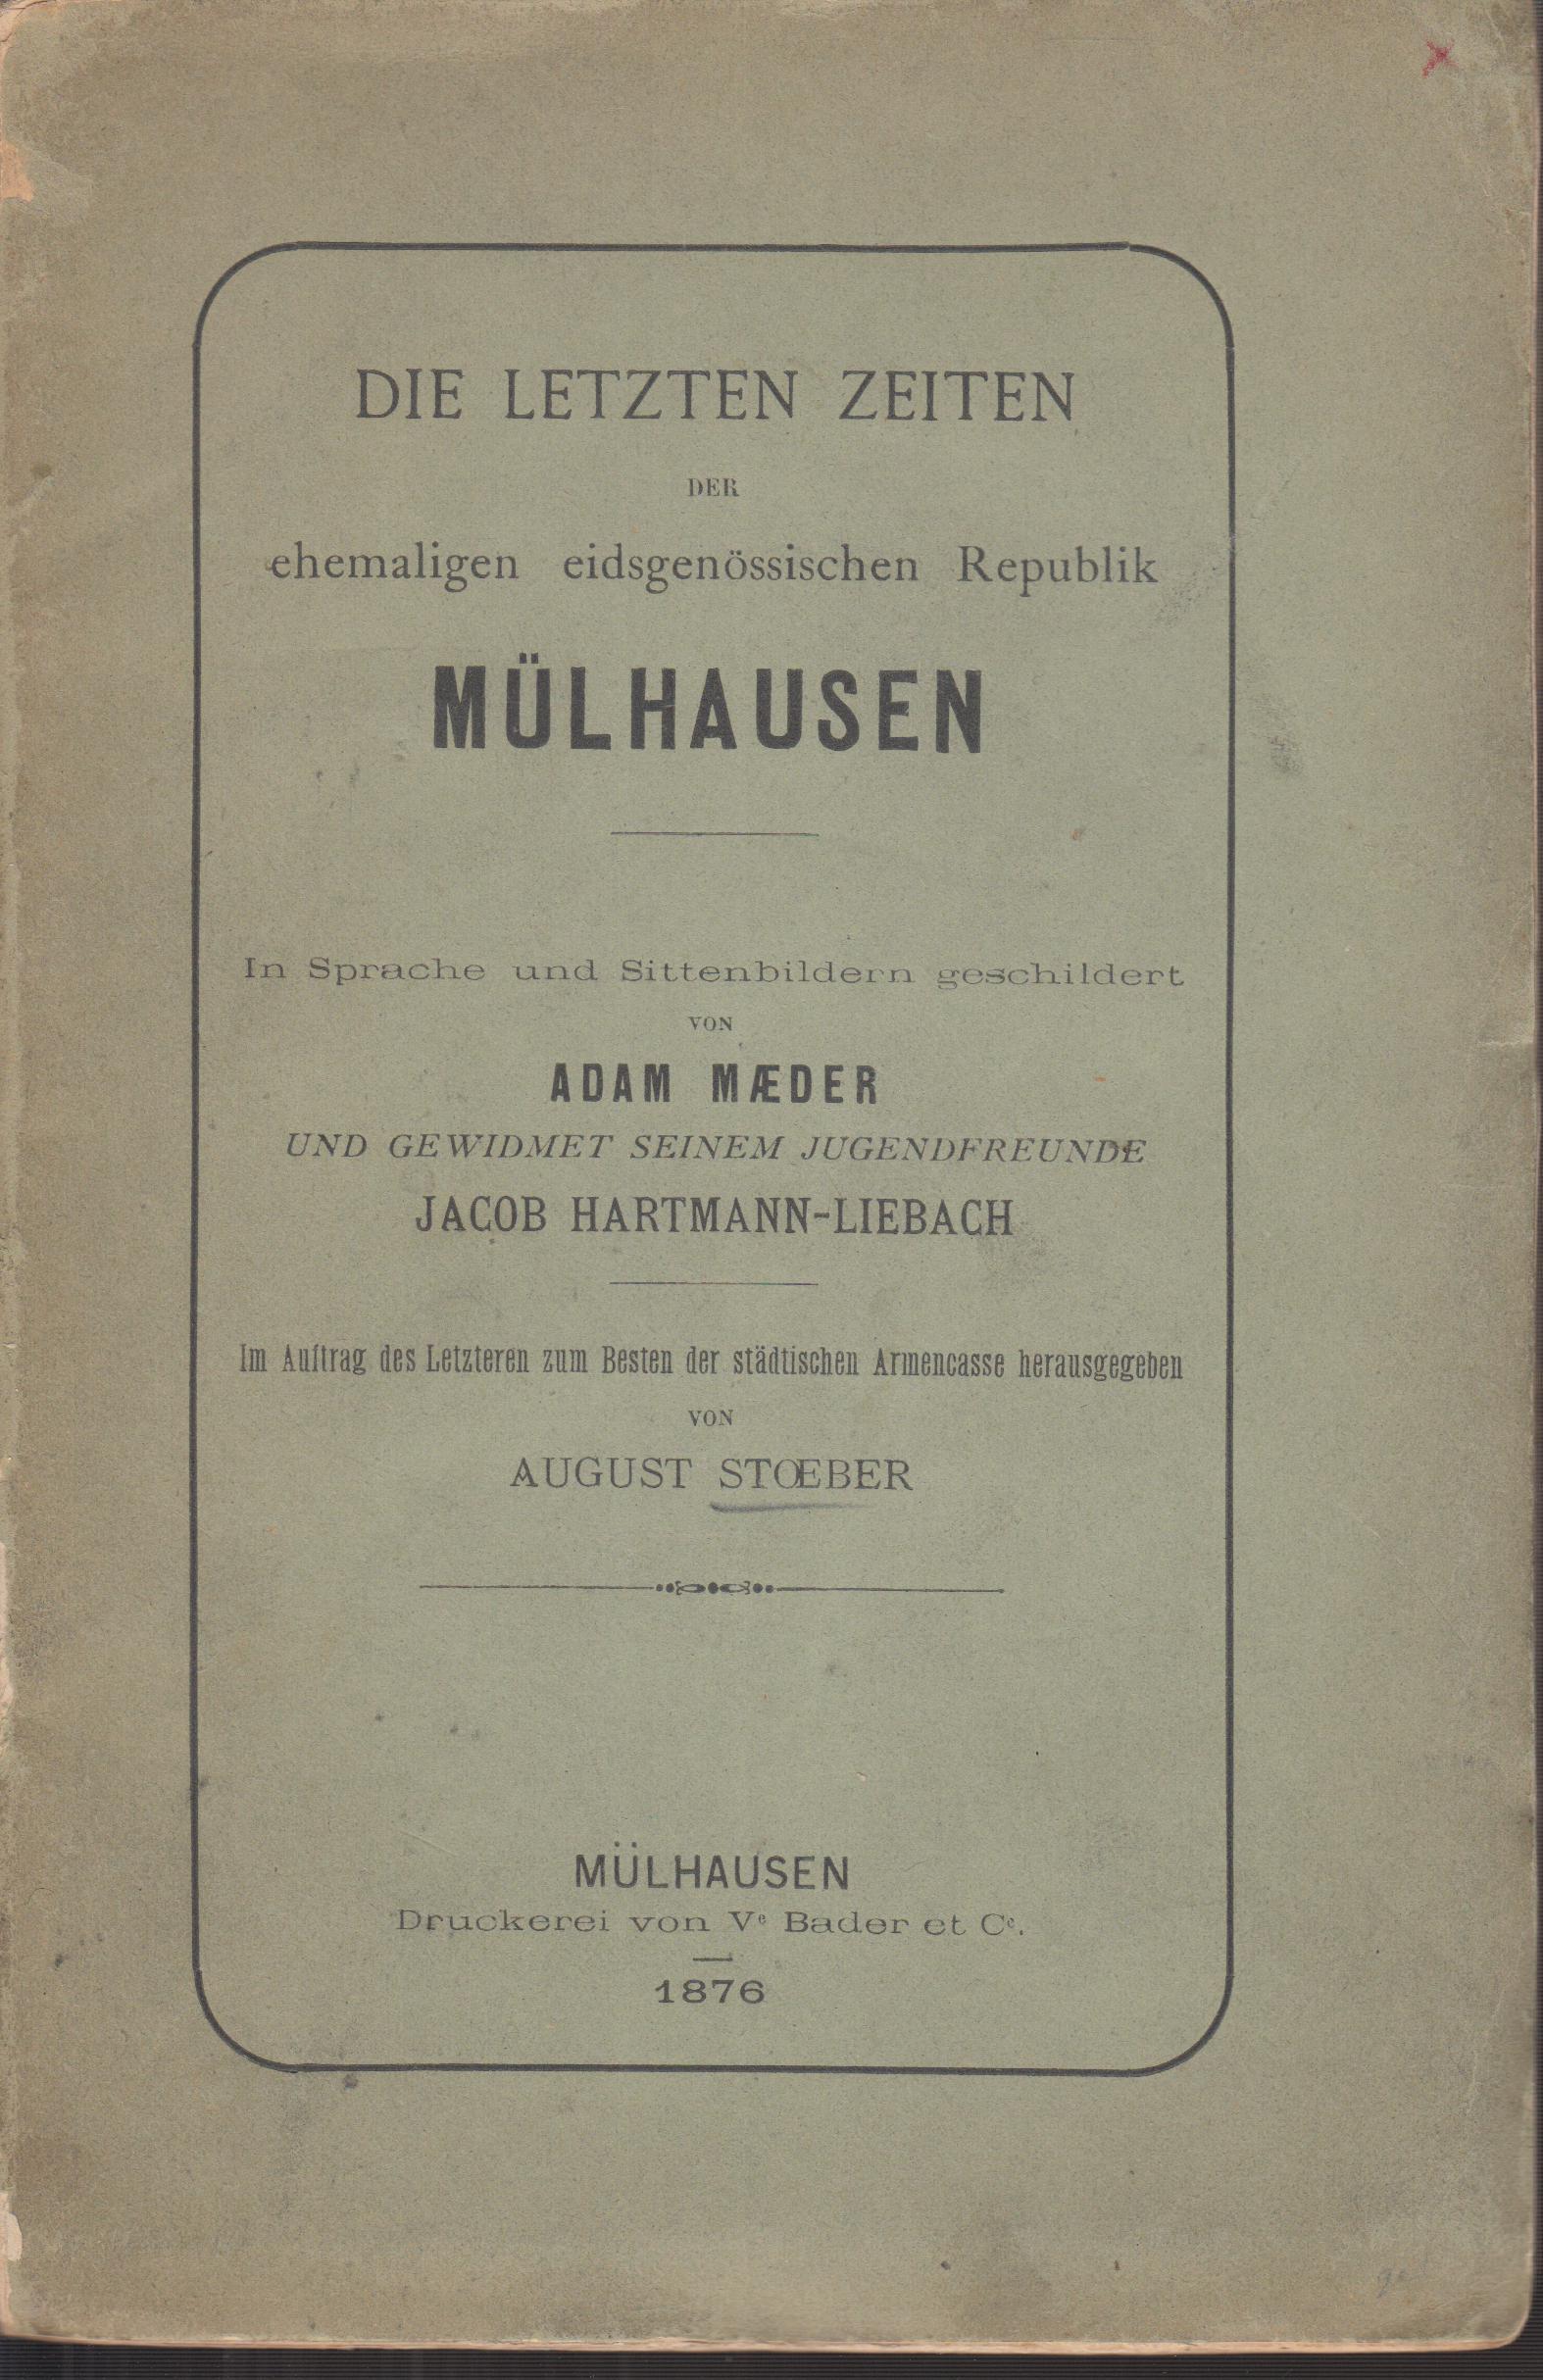 DIE LETZTEN ZEITEN
DER
ehemaligen eidsgenössischen Republik
MÜLHAUSEN
In Sprache und Sittenbildern geschildert
VON
ADAM MÆDER
UND GEWIDMET SEINEM JUGENDFREUNDE
JACOB HARTMANN-LIEBACH
Im Auftrag des Letzteren zum Besten der städtischen Armencasse herausgegeben
VON
AUGUST STŒBER
MÜLHAUSEN
Druckerei von Vᵉ Bader et Cᵉ.
1876